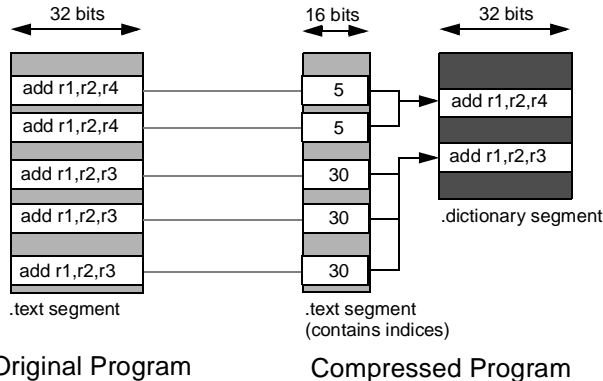 32 bits
16 bits
32 bits
add r1,r2,r4
5
add r1,r2,r4
add r1,r2,r4
5
add r1,r2,r3
add r1,r2,r3
30
add r1,r2,r3
30
.dictionary segment
add r1,r2,r3
30
.text segment
.text segment
(contains indices)
Original Program
Compressed Program